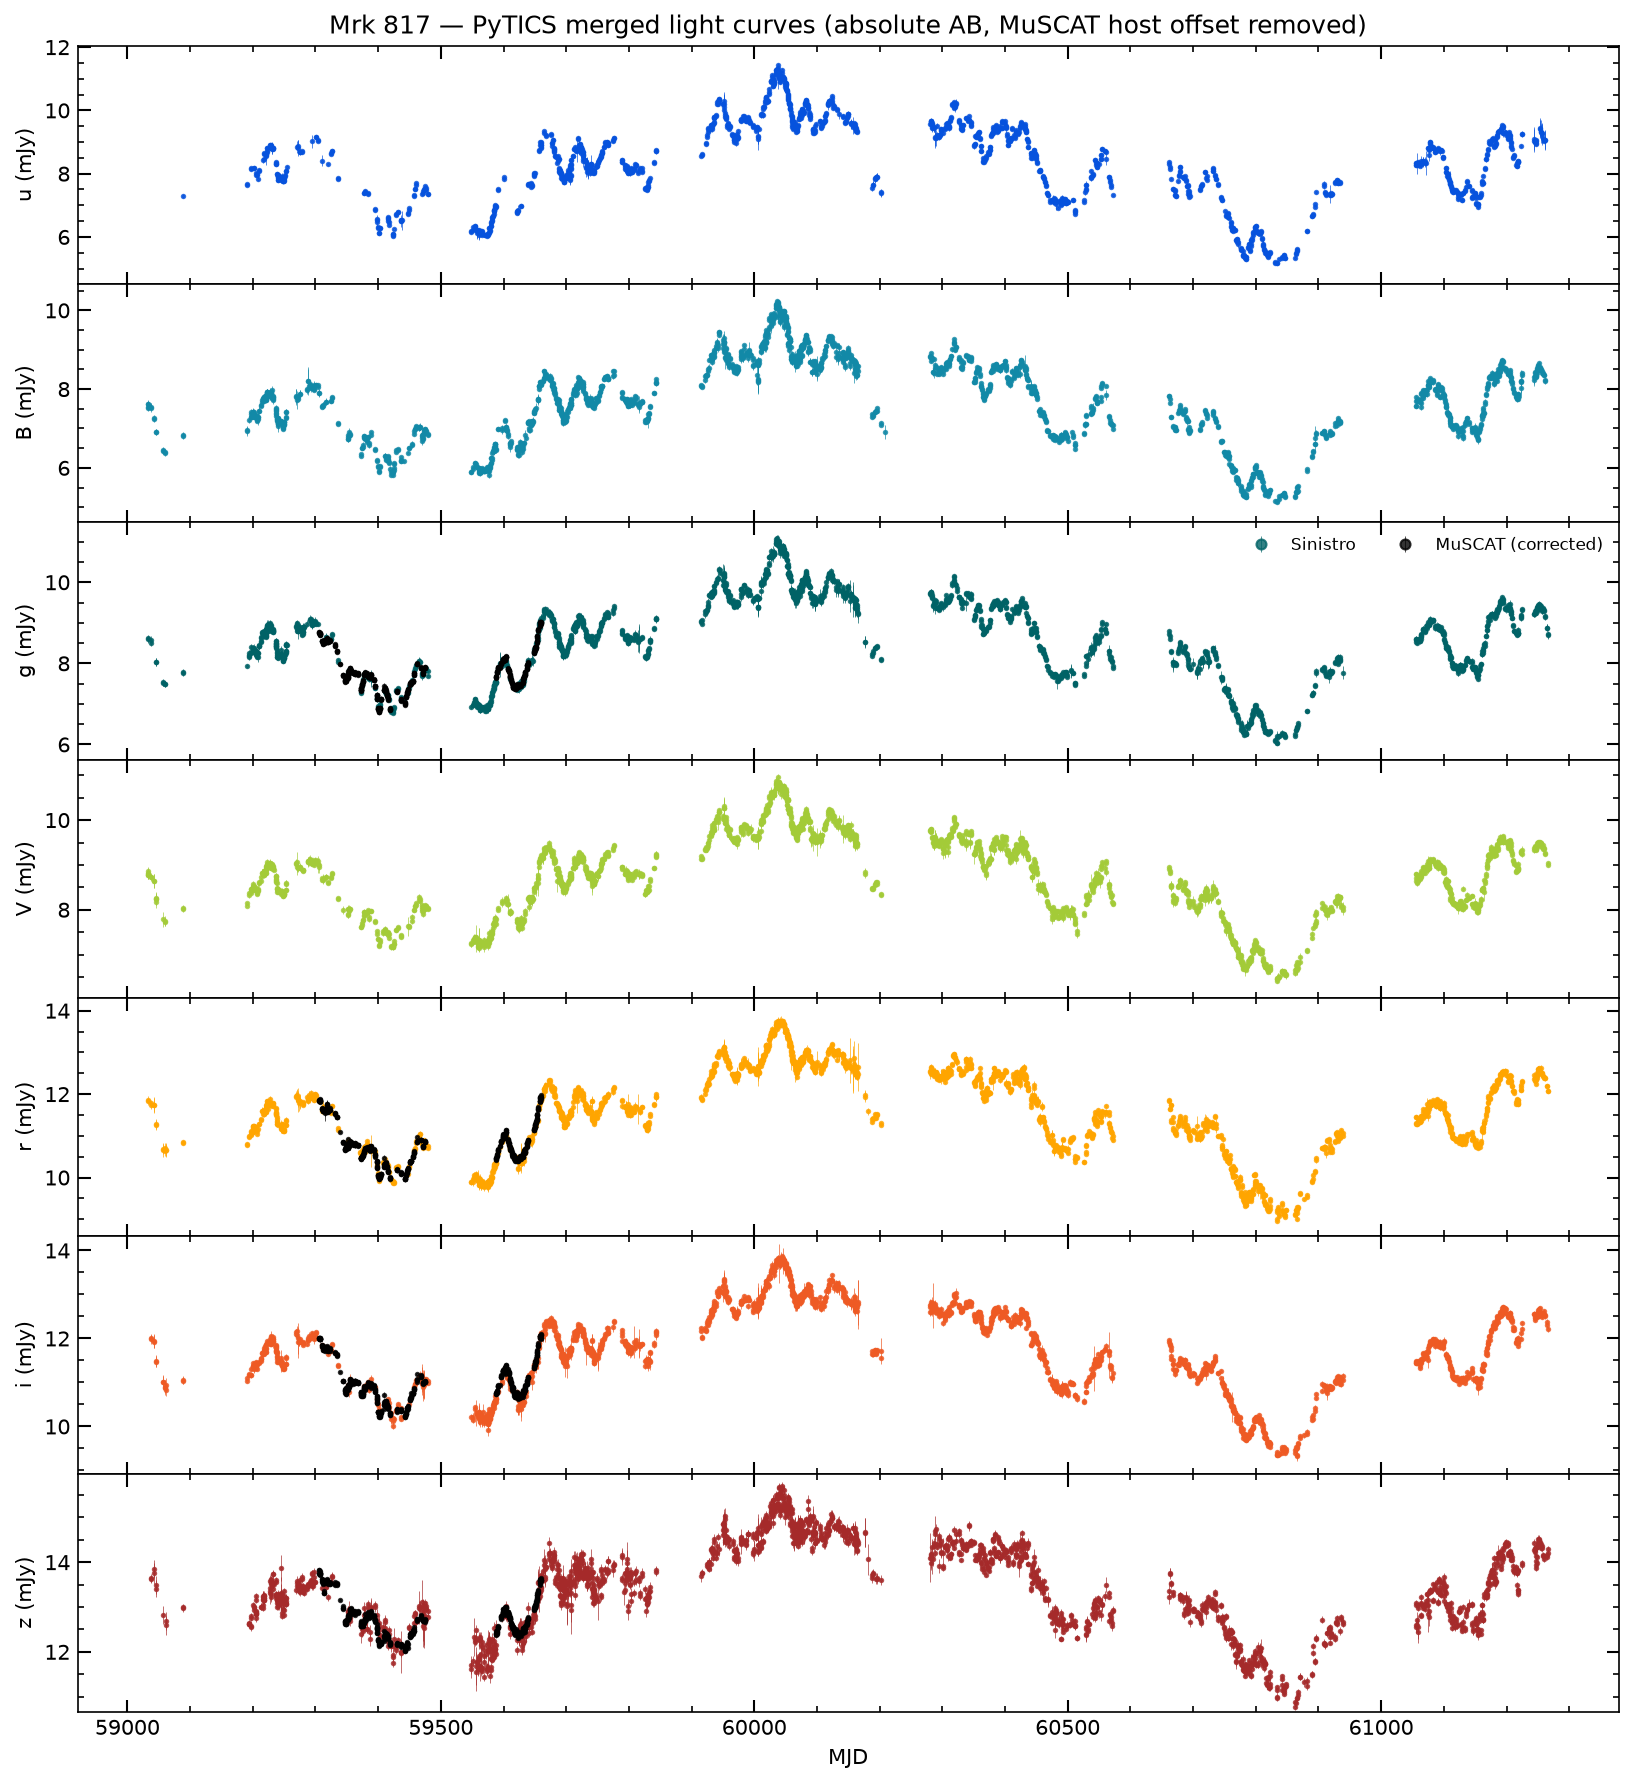 Mrk 817 — PyTICS merged light curves (absolute AB, MuSCAT host offset removed)
12
10
8
6
u (mJy)
10
8
6
B (mJy)
Sinistro MuSCAT (corrected)
10
8
6
g (mJy)
10
8
V (mJy)
14
12
10
r (mJy)
14
12
10
i (mJy)
14
12
z (mJy)
59000 59500 60000 60500 61000
MJD